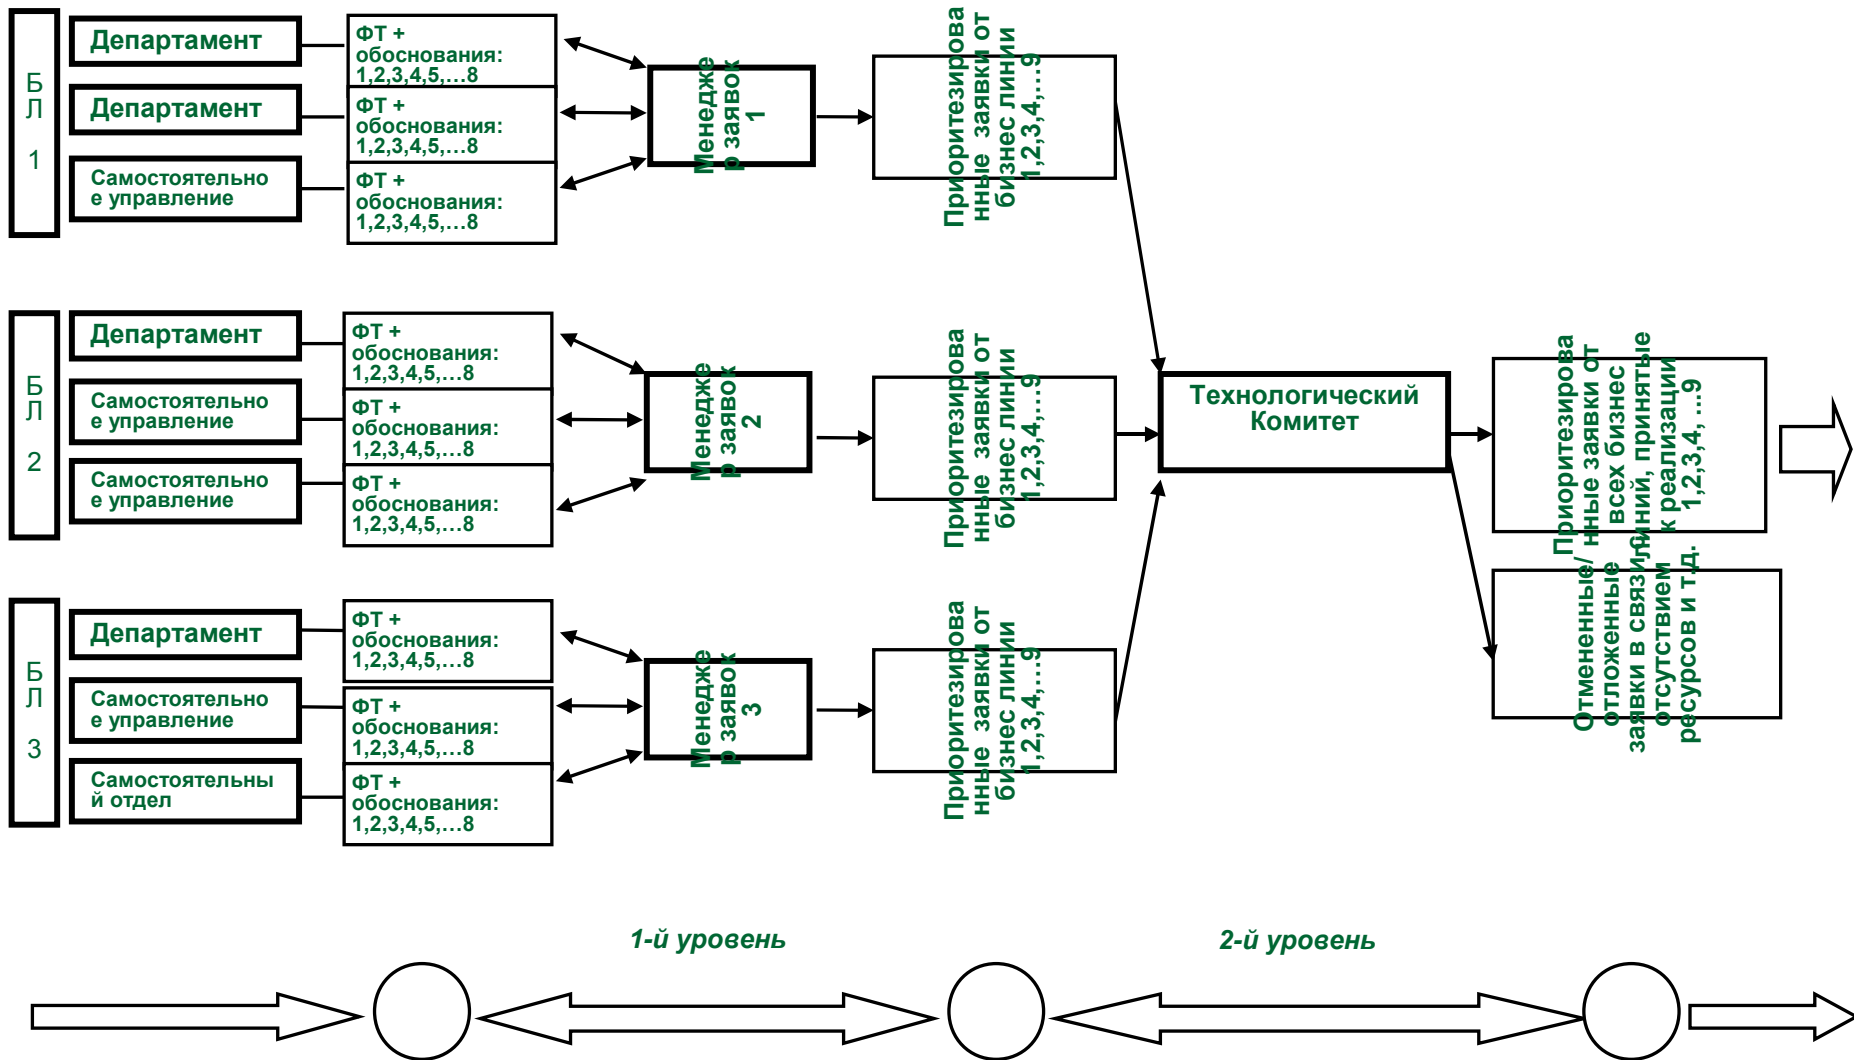 Б
Л
1
Департамент
Департамент
Самостоятельно
е управление
ФТ +
обоснования:
1,2,3,4,5,…8
ФТ +
обоснования:
1,2,3,4,5,…8
ФТ +
обоснования:
1,2,3,4,5,…8
Менедже
р заявок
1
Приоритезирова
нные заявки от
бизнес линии
1,2,3,4,…9
Б
Л
2
Департамент
Самостоятельно
е управление
Самостоятельно
е управление
ФТ +
обоснования:
1,2,3,4,5,…8
ФТ +
обоснования:
1,2,3,4,5,…8
ФТ +
обоснования:
1,2,3,4,5,…8
Менедже
р заявок
2
Приоритезирова
нные заявки от
бизнес линии
1,2,3,4,…9
Технологический
Комитет
Приоритезирова
нные заявки от
всех бизнес
линий, принятые
к реализации
1,2,3,4, …9
Отмененные/
отложенные
заявки в связи с
отсутствием
ресурсов и т.д.
Б
Л
3
Департамент
Самостоятельно
е управление
Самостоятельны
й отдел
ФТ +
обоснования:
1,2,3,4,5,…8
ФТ +
обоснования:
1,2,3,4,5,…8
ФТ +
обоснования:
1,2,3,4,5,…8
Менедже
р заявок
3
Приоритезирова
нные заявки от
бизнес линии
1,2,3,4,…9
1-й уровень
2-й уровень